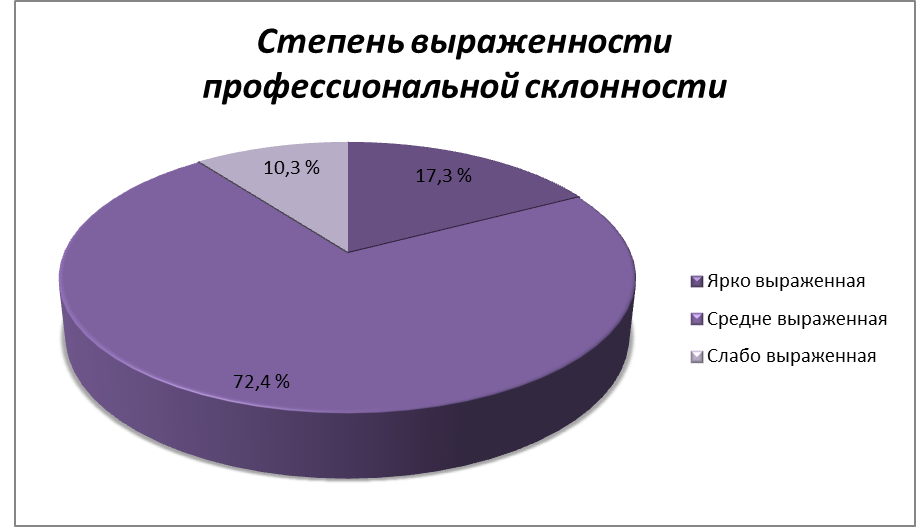 Степень выраженности
профессиональной склонности
10,3 %
17,3 %
72,4 %
Ярко выраженная
Средне выраженная
Слабо выраженная